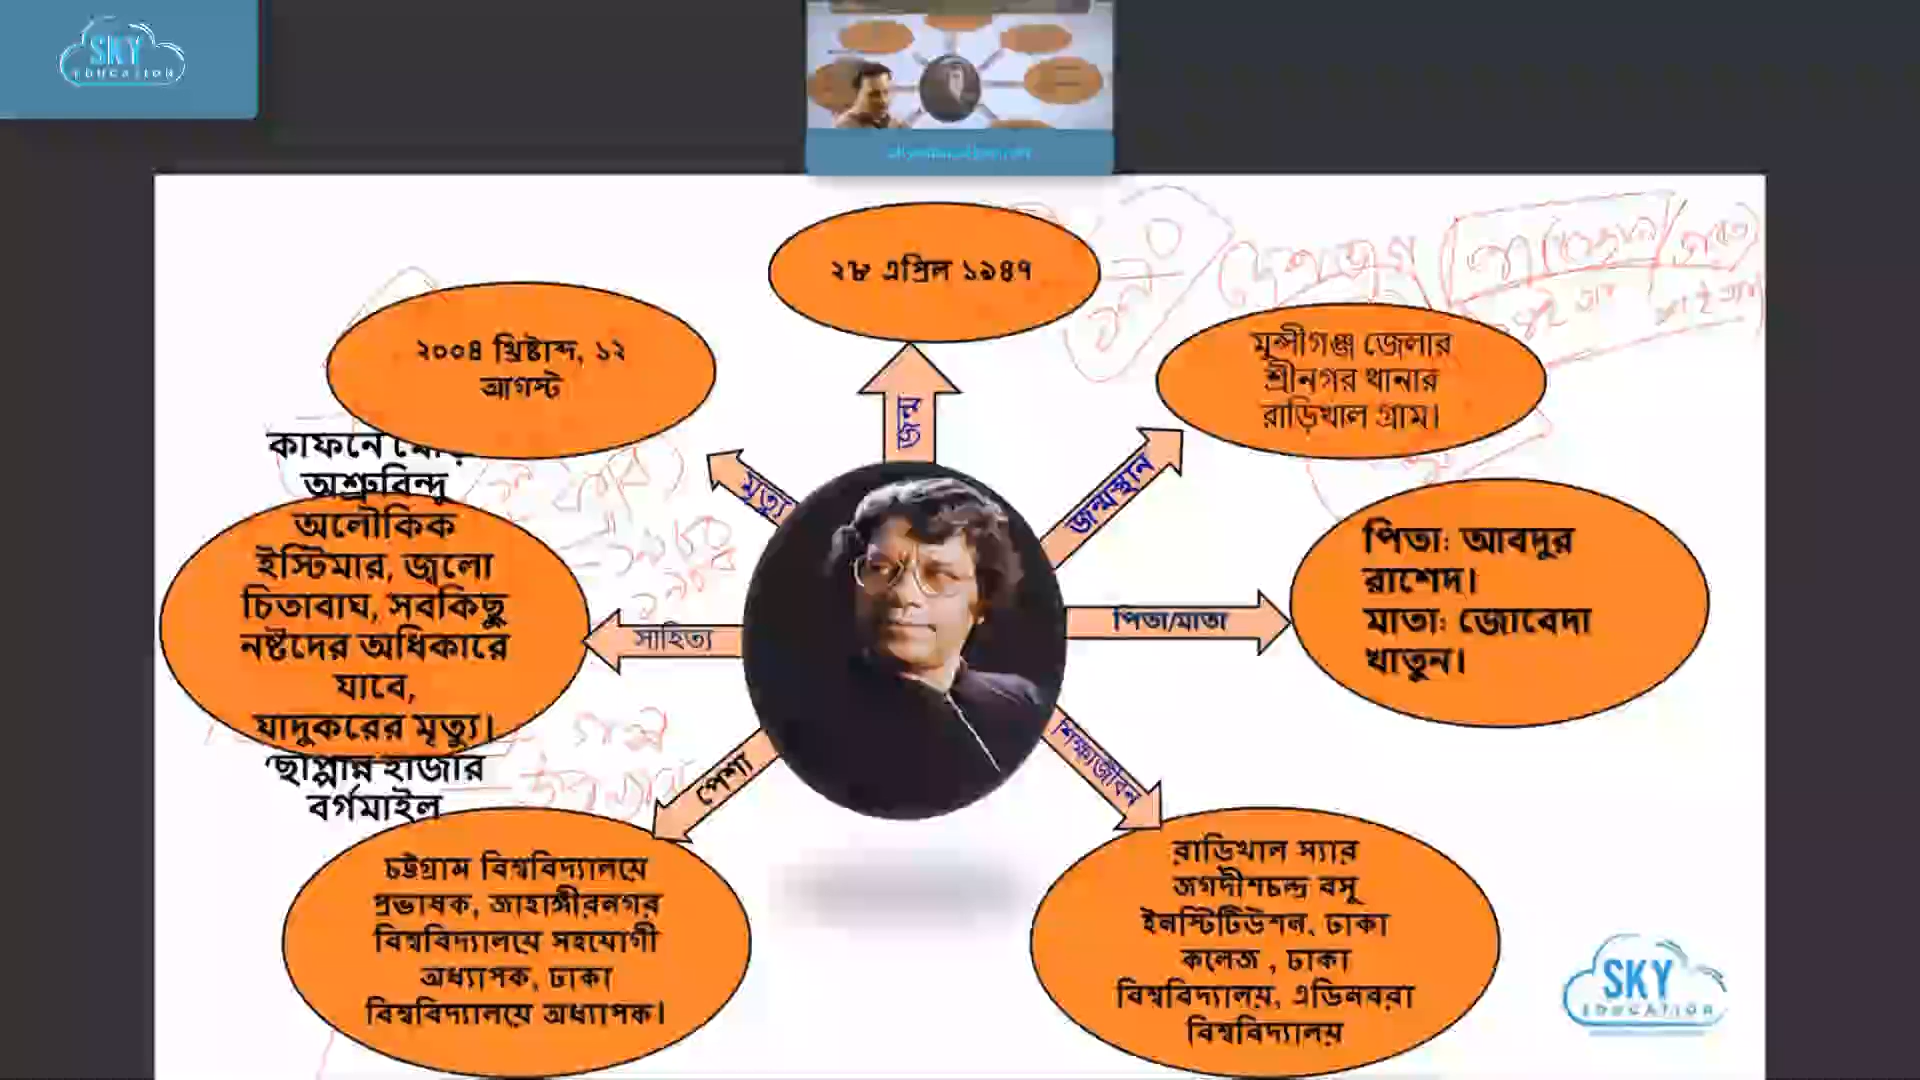 SKY
EDUCATION
২৮ এপ্রিল ১৯৪৭
২০০৪ খ্রিষ্টাব্দ, ১২
আগস্ট
মুন্সীগঞ্জ জেলার
শ্রীনগর থানার
রাড়িখাল গ্রাম।
জন্ম
মৃত্যু
জন্মস্থান
কাফনে
অশ্রুবিন্দু
অলৌকিক
ইস্টিমার, জ্বলো
চিতাবাঘ, সবকিছু
নষ্টদের অধিকারে
যাবে,
যাদুকরের মৃত্যু।
'ছাপ্পান্ন হাজার
বর্গমাইল
সাহিত্য
পিতা/মাতা
পিতা: আবদুর
রাশেদ।
মাতা: জোবেদা
খাতুন।
পেশা
শিক্ষাজীবন
চট্টগ্রাম বিশ্ববিদ্যালয়ে
প্রভাষক, জাহাঙ্গীরনগর
বিশ্ববিদ্যালয়ে সহযোগী
অধ্যাপক, ঢাকা
বিশ্ববিদ্যালয়ে অধ্যাপক।
রাড়িখাল স্যার
জগদীশচন্দ্র বসু
ইনস্টিটিউশন, ঢাকা
কলেজ , ঢাকা
বিশ্ববিদ্যালয়, এডিনবরা
বিশ্ববিদ্যালয়
দেশভাগ
SKY
EDUCATION